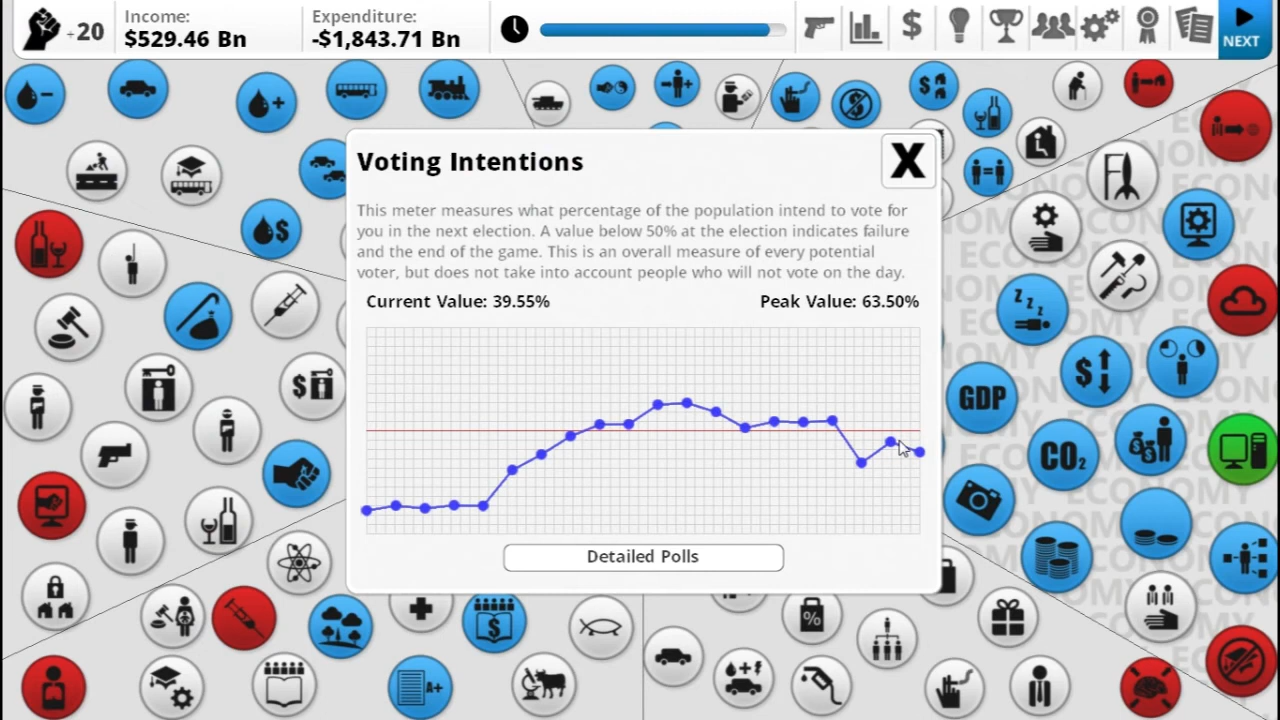 Income:
Expenditure:
+20
$529.46 Bn
-$1,843.71 Bn
NEXT
Voting Intentions
X
This meter measures what percentage of the population intend to vote for
you in the next election. A value below 50% at the election indicates failure
and the end of the game. This is an overall measure of every potential
voter, but does not take into account people who will not vote on the day.
Current Value: 39.55%
Peak Value: 63.50%
Detailed Polls
GDP
CO₂
A+
ECONOMY